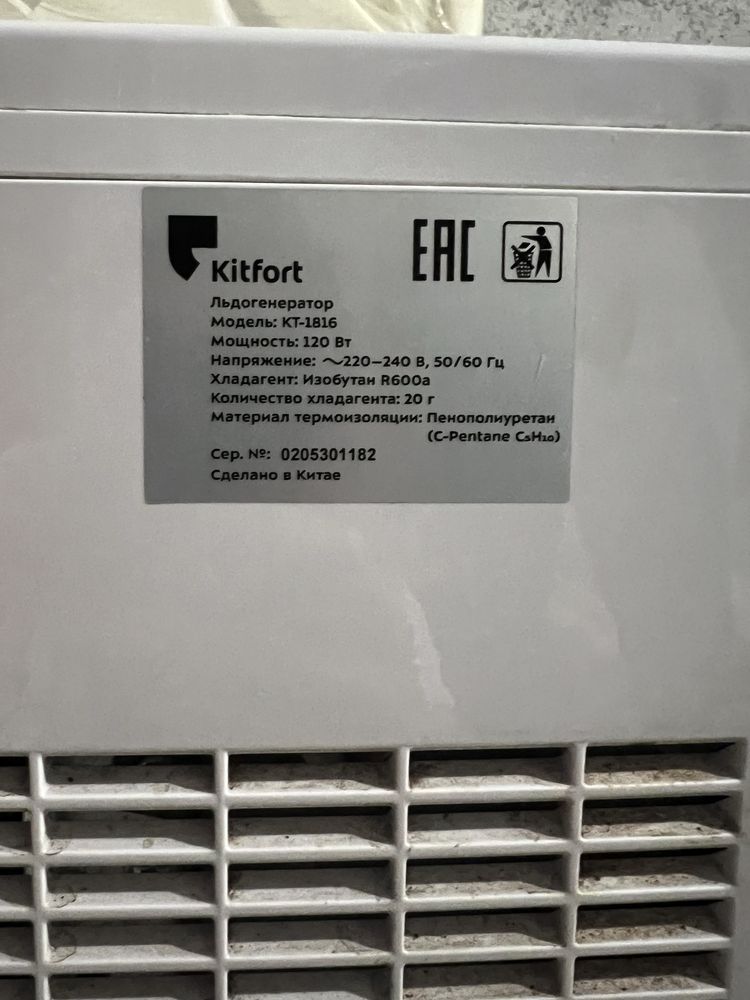 Kitfort
EAC
Льдогенератор
Модель: КТ-1816
Мощность: 120 Вт
Напряжение: ~220–240 В, 50/60 Гц
Хладагент: Изобутан R600a
Количество хладагента: 20 г
Материал термоизоляции: Пенополиуретан
(C-Pentane C₅H₁₀)
Сер. №: 0205301182
Сделано в Китае